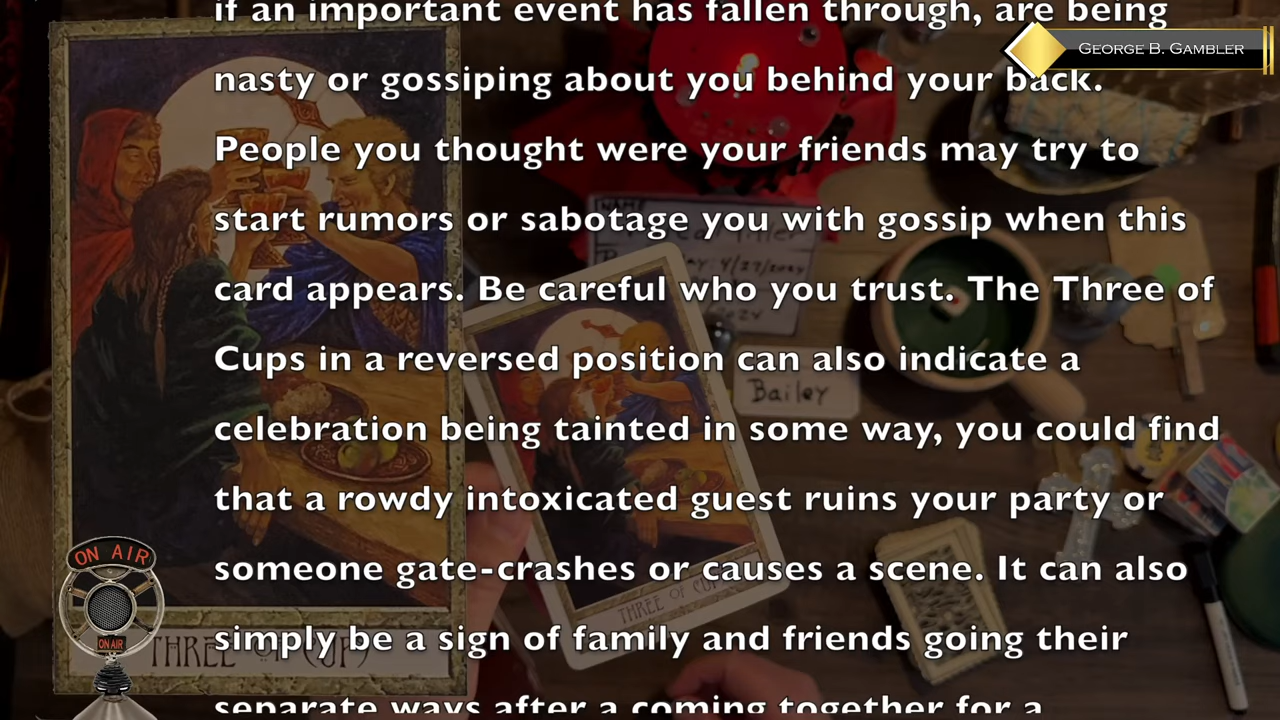 if an important event has fallen through, are being
GEORGE B. GAMBLER
nasty or gossiping about you behind your back.
People you thought were your friends may try to
start rumors or sabotage you with gossip when this
card appears. Be careful who you trust. The Three of
Cups in a reversed position can also indicate a
Bailey
celebration being tainted in some way, you could find
that a rowdy intoxicated guest ruins your party or
someone gate-crashes or causes a scene. It can also
simply be a sign of family and friends going their
separate ways after a coming together for a
ON AIR
ON AIR
THREE OF CUPS
THREE OF CUPS